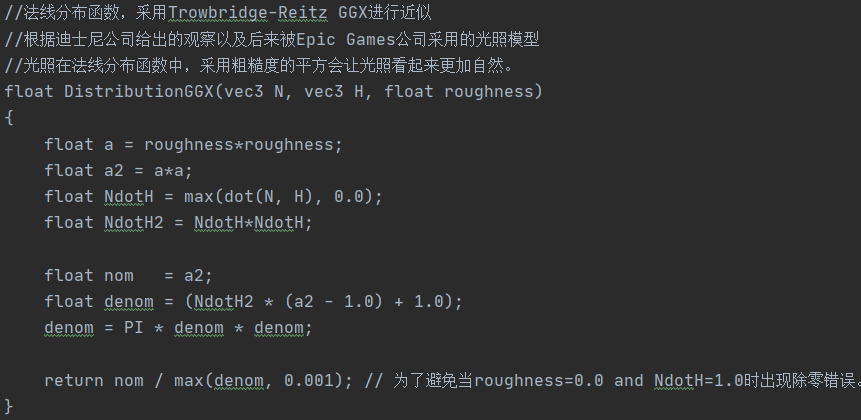 //法线分布函数，采用Trowbridge-Reitz GGX进行近似
//根据迪士尼公司给出的观察以及后来被Epic Games公司采用的光照模型
//光照在法线分布函数中，采用粗糙度的平方会让光照看起来更加自然。
float DistributionGGX(vec3 N, vec3 H, float roughness)
{
    float a = roughness*roughness;
    float a2 = a*a;
    float NdotH = max(dot(N, H), 0.0);
    float NdotH2 = NdotH*NdotH;

    float nom   = a2;
    float denom = (NdotH2 * (a2 - 1.0) + 1.0);
    denom = PI * denom * denom;

    return nom / max(denom, 0.001); // 为了避免当roughness=0.0 and NdotH=1.0时出现除零错误。
}